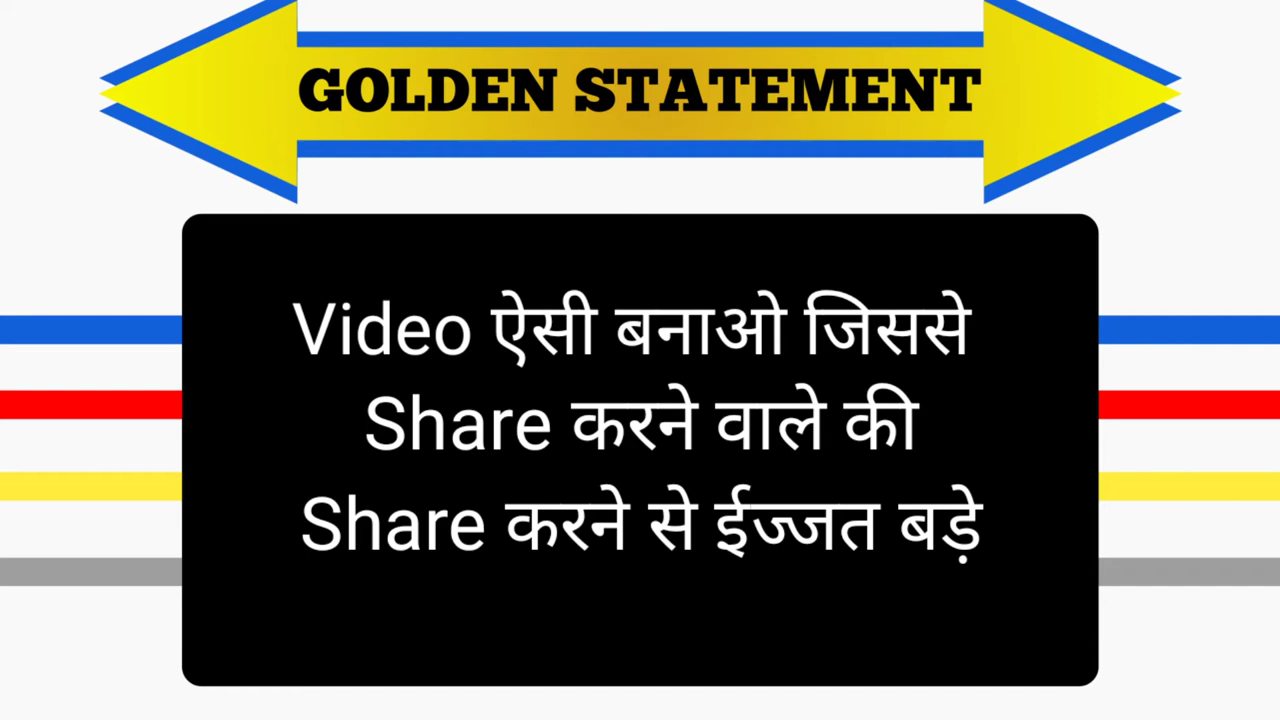 GOLDEN STATEMENT
Video ऐसी बनाओ जिससे
Share करने वाले की
Share करने से ईज्जत बड़े